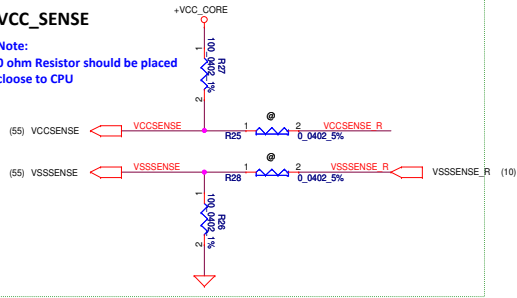 VCC_SENSE
+VCC_CORE
Note:
0 ohm Resistor should be placed
cloose to CPU
1
R27
100_0402_1%
2
(55) VCCSENSE
VCCSENSE
@
1
2
VCCSENSE_R
R25
0_0402_5%
(55) VSSSENSE
VSSSENSE
@
1
2
VSSSENSE_R
VSSSENSE_R (10)
R28
0_0402_5%
1
R26
100_0402_1%
2